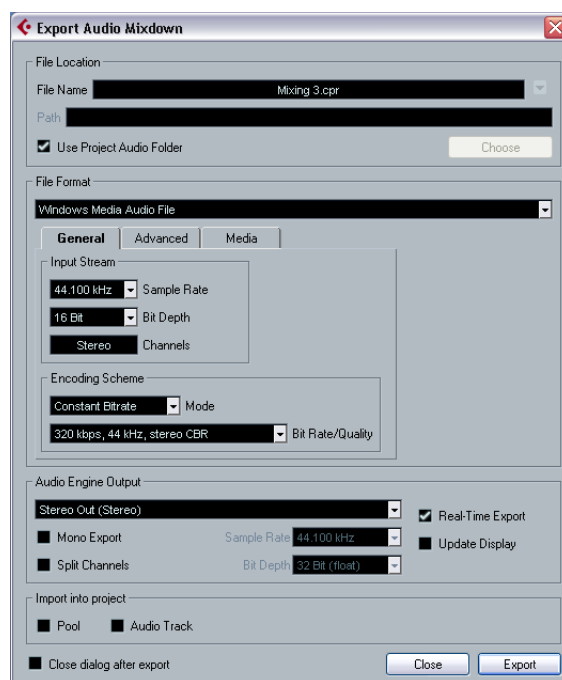 Export Audio Mixdown
File Location
File Name Mixing 3.cpr
Path
Use Project Audio Folder Choose
File Format
Windows Media Audio File
General Advanced Media
Input Stream
44.100 kHz Sample Rate
16 Bit Bit Depth
Stereo Channels
Encoding Scheme
Constant Bitrate Mode
320 kbps, 44 kHz, stereo CBR Bit Rate/Quality
Audio Engine Output
Stereo Out (Stereo) Real-Time Export
Mono Export Sample Rate 44.100 kHz Update Display
Split Channels Bit Depth 32 Bit (float)
Import into project
Pool Audio Track
Close dialog after export Close Export